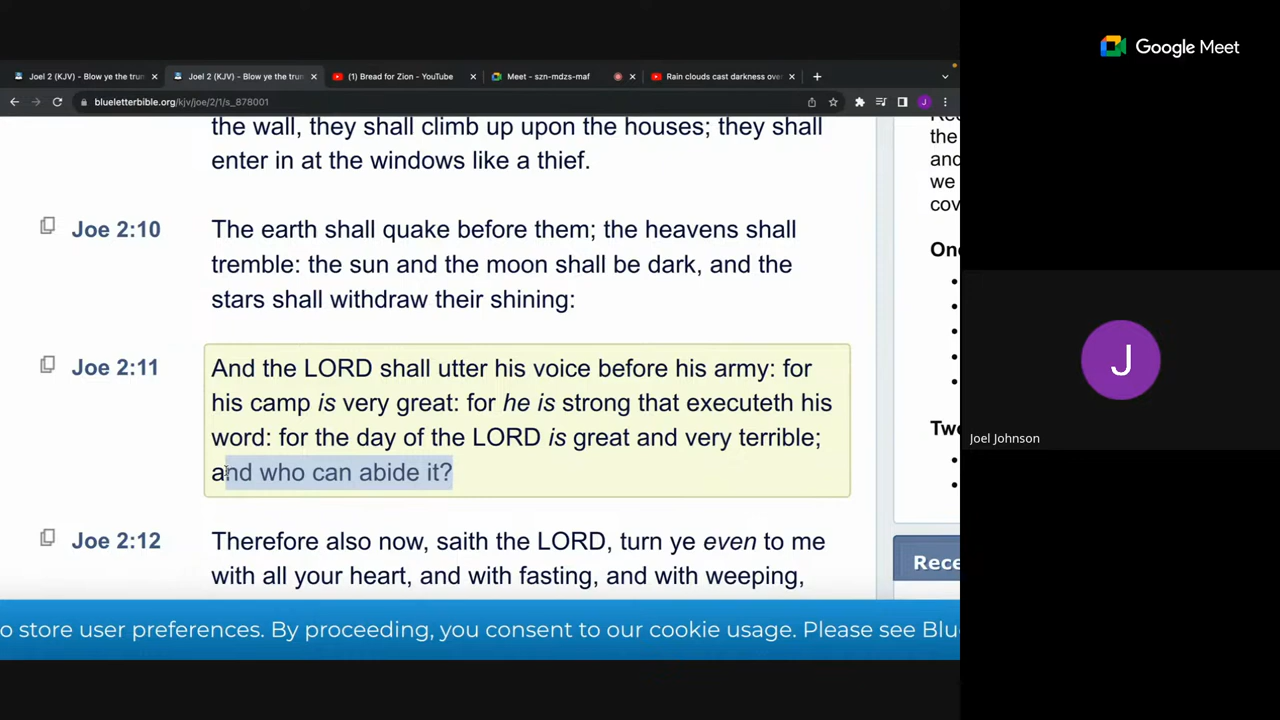 Google Meet
Joel 2 (KJV) - Blow ye the trun
Joel 2 (KJV) - Blow ye the trun
(1) Bread for Zion - YouTube
Meet - szn-mdzs-maf
Rain clouds cast darkness over
blueletterbible.org/kjv/joe/2/1/s_878001
J
the wall, they shall climb up upon the houses; they shall
enter in at the windows like a thief.
Joe 2:10
The earth shall quake before them; the heavens shall
tremble: the sun and the moon shall be dark, and the
stars shall withdraw their shining:
Joe 2:11
And the LORD shall utter his voice before his army: for
his camp is very great: for he is strong that executeth his
word: for the day of the LORD is great and very terrible;
and who can abide it?
Joe 2:12
Therefore also now, saith the LORD, turn ye even to me
with all your heart, and with fasting, and with weeping,
the
and
we
cov
One
Two
Rece
o store user preferences. By proceeding, you consent to our cookie usage. Please see Blu
J
Joel Johnson